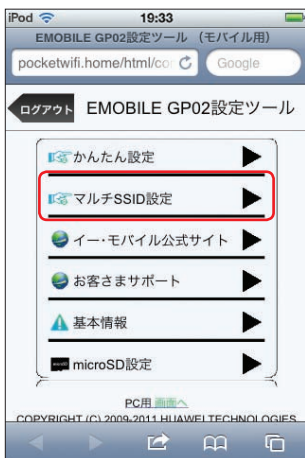 iPod 19:33
EMOBILE GP02設定ツール (モバイル用)
pocketwifi.home/html/co Google
ログアウト EMOBILE GP02設定ツール
かんたん設定
マルチSSID設定
イー・モバイル公式サイト
お客さまサポート
基本情報
microSD設定
PC用 画面へ
COPYRIGHT (C) 2009-2011 HUAWEI TECHNOLOGIES